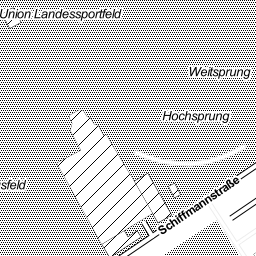 Union Landessportfeld
Weitsprung
Hochsprung
sfeld
Schiffmannstraße